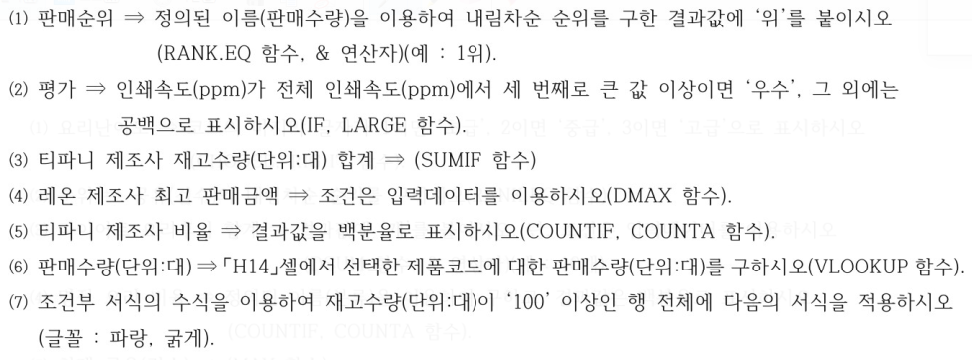 (1) 판매순위 ⇒ 정의된 이름(판매수량)을 이용하여 내림차순 순위를 구한 결과값에 ‘위’를 붙이시오
(RANK.EQ 함수, & 연산자)(예 : 1위).
(2) 평가 ⇒ 인쇄속도(ppm)가 전체 인쇄속도(ppm)에서 세 번째로 큰 값 이상이면 ‘우수’, 그 외에는
공백으로 표시하시오(IF, LARGE 함수).
(3) 티파니 제조사 재고수량(단위:대) 합계 ⇒ (SUMIF 함수)
(4) 레온 제조사 최고 판매금액 ⇒ 조건은 입력데이터를 이용하시오(DMAX 함수).
(5) 티파니 제조사 비율 ⇒ 결과값을 백분율로 표시하시오(COUNTIF, COUNTA 함수).
(6) 판매수량(단위:대) ⇒「H14」셀에서 선택한 제품코드에 대한 판매수량(단위:대)를 구하시오(VLOOKUP 함수).
(7) 조건부 서식의 수식을 이용하여 재고수량(단위:대)이 ‘100’ 이상인 행 전체에 다음의 서식을 적용하시오
(글꼴 : 파랑, 굵게).
(COUNTIF, COUNTA 함수).